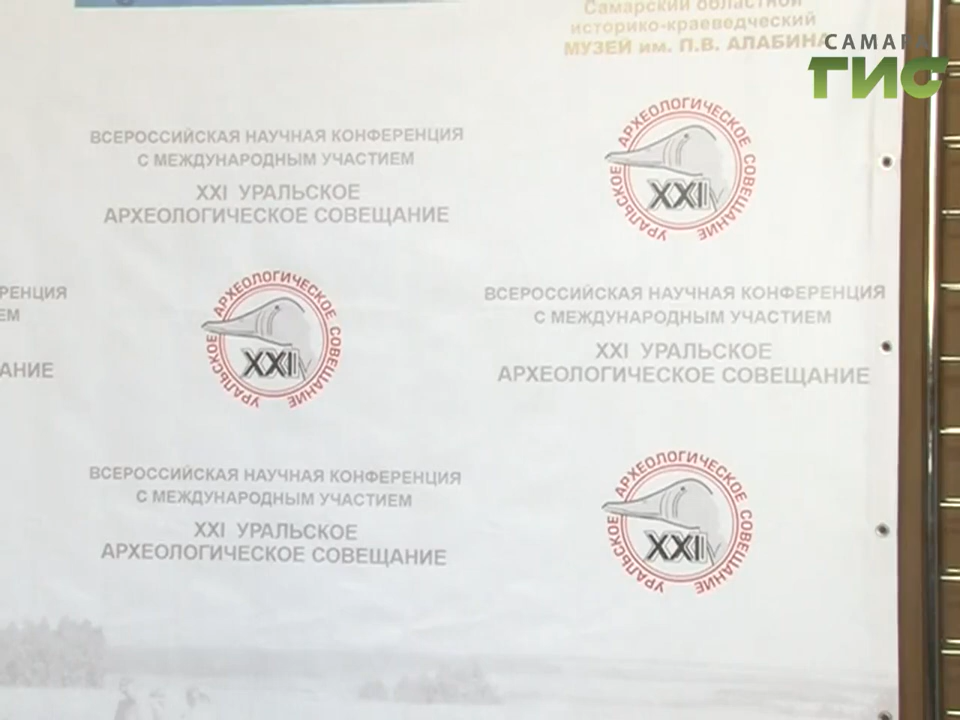 Самарский областной
историко-краеведческий
МУЗЕЙ им. П.В. АЛАБИНА
САМАРА
ГИС
ВСЕРОССИЙСКАЯ НАУЧНАЯ КОНФЕРЕНЦИЯ
С МЕЖДУНАРОДНЫМ УЧАСТИЕМ
XXI УРАЛЬСКОЕ
АРХЕОЛОГИЧЕСКОЕ СОВЕЩАНИЕ
УРАЛЬСКОЕ АРХЕОЛОГИЧЕСКОЕ СОВЕЩАНИЕ
XXI
РЕНЦИЯ
ЕМ
АНИЕ
УРАЛЬСКОЕ АРХЕОЛОГИЧЕСКОЕ СОВЕЩАНИЕ
XXI
ВСЕРОССИЙСКАЯ НАУЧНАЯ КОНФЕРЕНЦИЯ
С МЕЖДУНАРОДНЫМ УЧАСТИЕМ
XXI УРАЛЬСКОЕ
АРХЕОЛОГИЧЕСКОЕ СОВЕЩАНИЕ
ВСЕРОССИЙСКАЯ НАУЧНАЯ КОНФЕРЕНЦИЯ
С МЕЖДУНАРОДНЫМ УЧАСТИЕМ
XXI УРАЛЬСКОЕ
АРХЕОЛОГИЧЕСКОЕ СОВЕЩАНИЕ
УРАЛЬСКОЕ АРХЕОЛОГИЧЕСКОЕ СОВЕЩАНИЕ
XXI